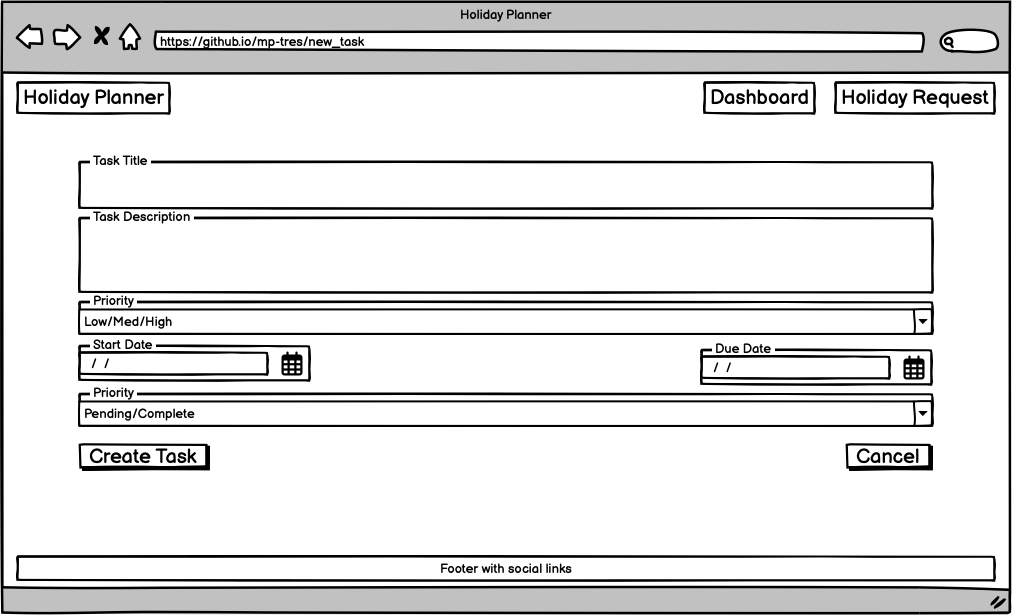 Holiday Planner
https://github.io/mp-tres/new_task
Holiday Planner
Dashboard
Holiday Request
Task Title
Task Description
Priority
Low/Med/High
Start Date
/ /
Due Date
/ /
Priority
Pending/Complete
Create Task
Cancel
Footer with social links